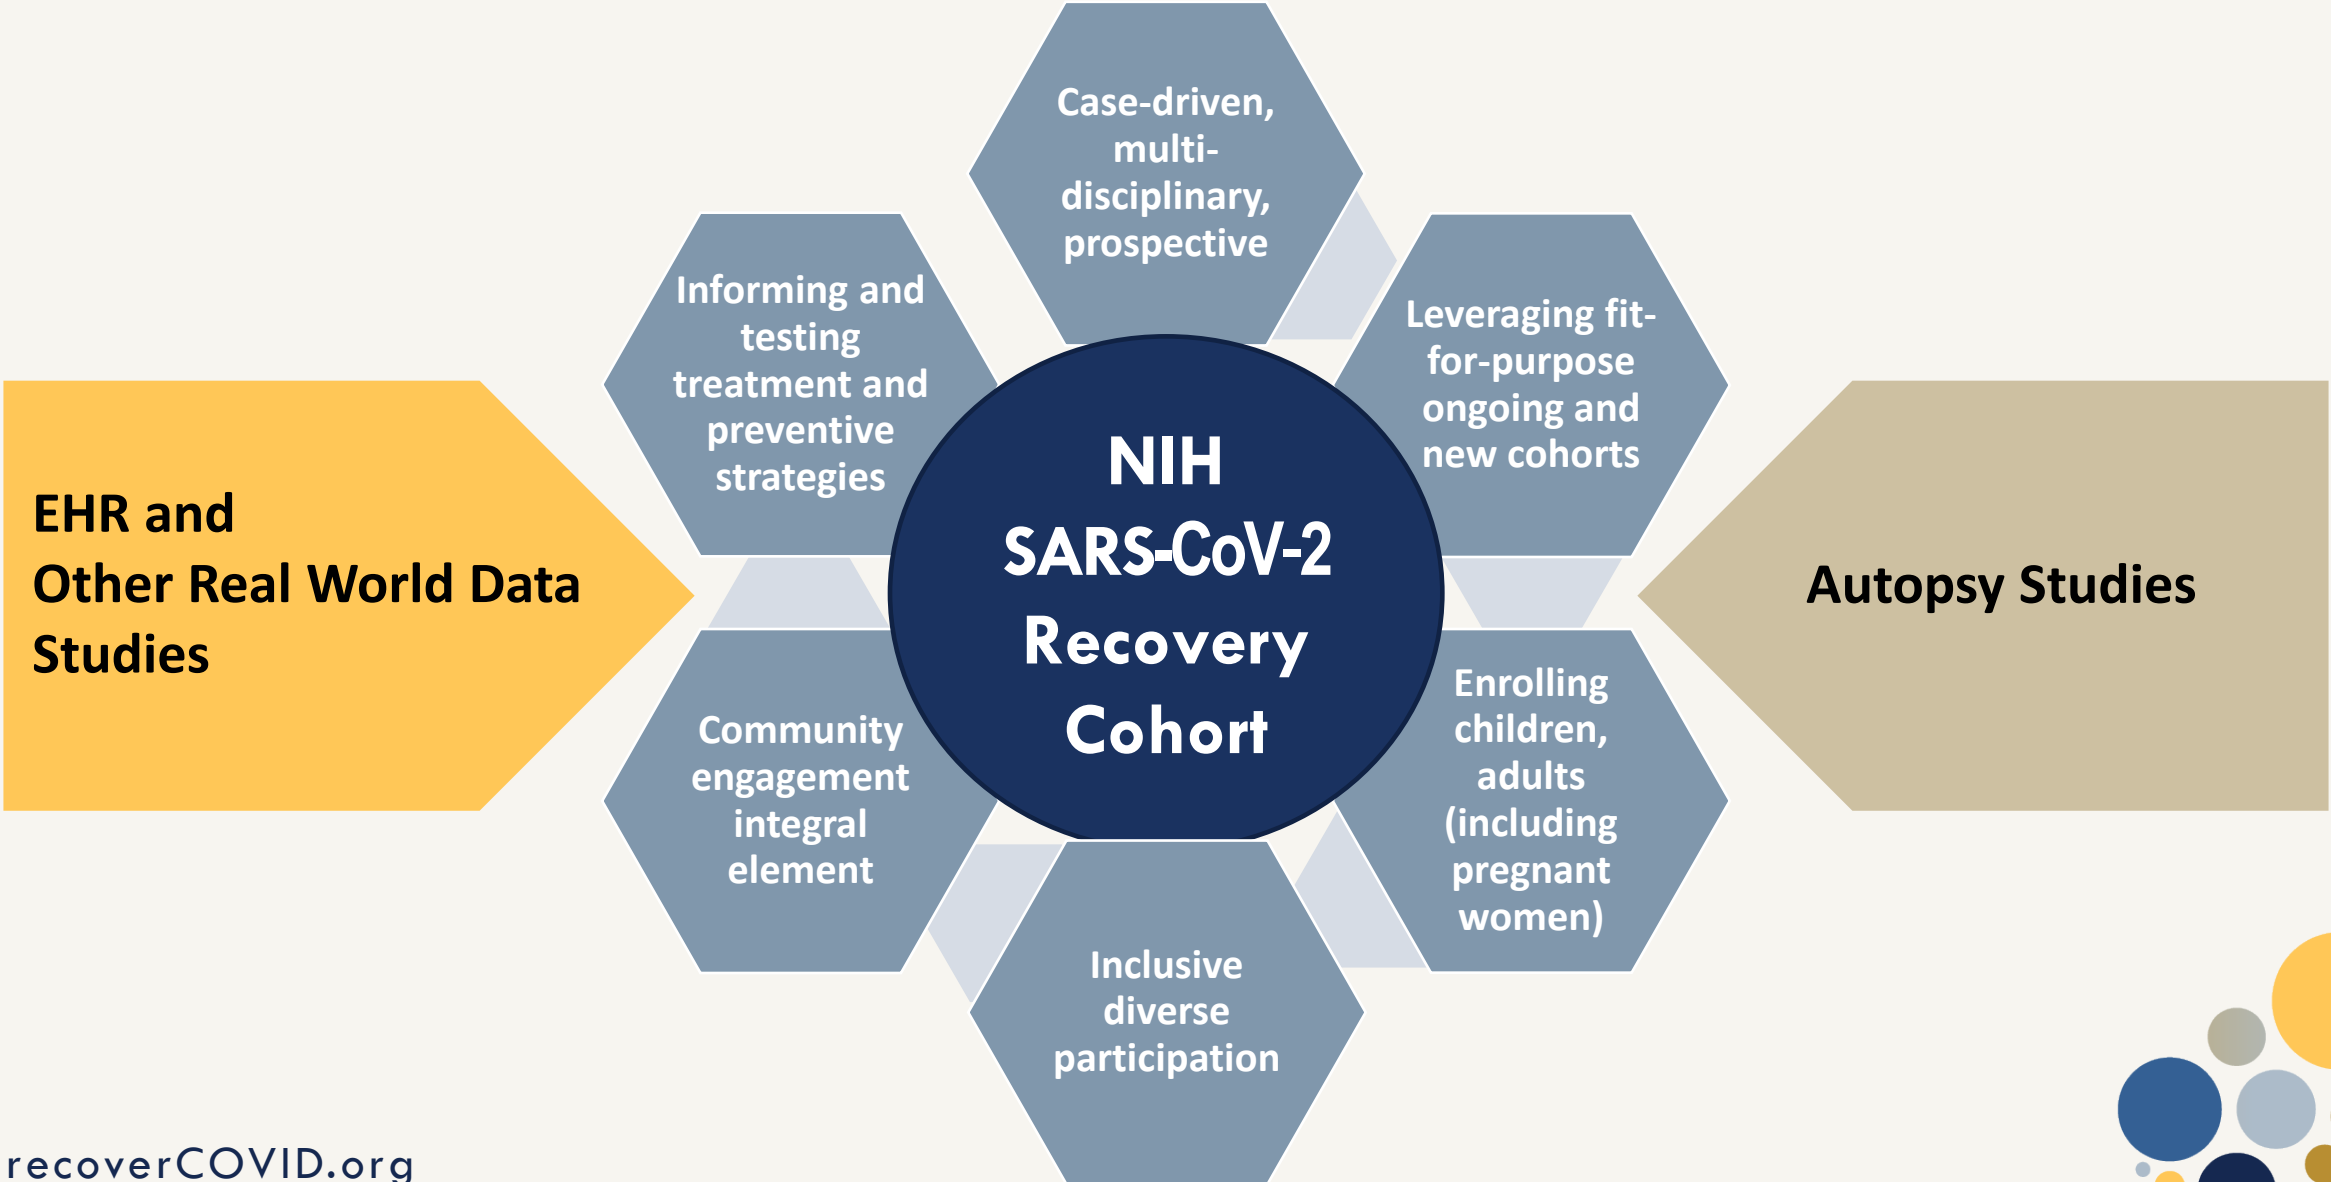 Case-driven,
multi-
disciplinary,
prospective
Informing and
testing
treatment and
preventive
strategies
Leveraging fit-
for-purpose
ongoing and
new cohorts
EHR and
Other Real World Data
Studies
NIH
SARS-CoV-2
Recovery
Cohort
Autopsy Studies
Community
engagement
integral
element
Enrolling
children,
adults
(including
pregnant
women)
Inclusive
diverse
participation
recoverCOVID.org